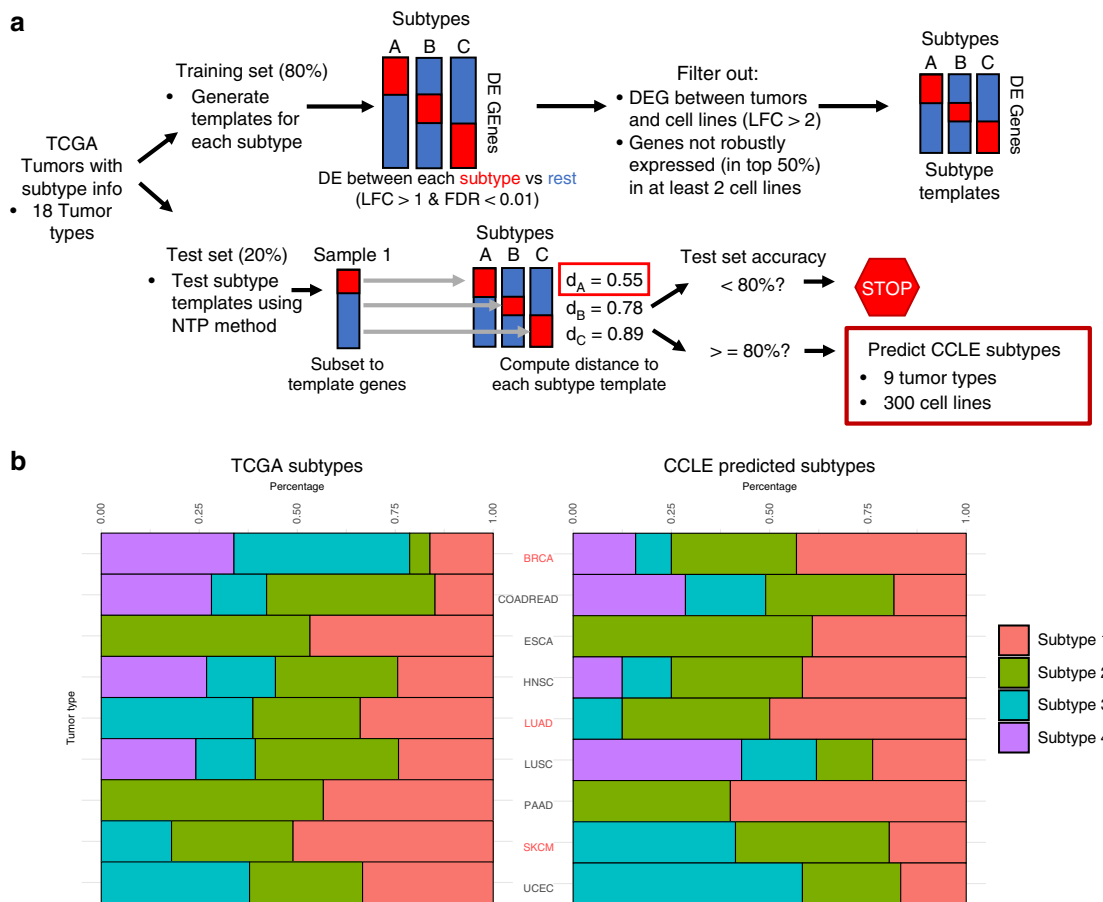 a
TCGA
Tumors with
subtype info
• 18 Tumor
types
Training set (80%)
• Generate
templates for
each subtype
Subtypes
A B C
DE GEnes
DE between each subtype vs rest
(LFC > 1 & FDR < 0.01)
Filter out:
• DEG between tumors
and cell lines (LFC > 2)
• Genes not robustly
expressed (in top 50%)
in at least 2 cell lines
Subtypes
A B C
DE Genes
Subtype
templates
Test set (20%)
• Test subtype
templates using
NTP method
Sample 1
Subset to
template genes
Subtypes
A B C
dA = 0.55
dB = 0.78
dC = 0.89
Compute distance to
each subtype template
Test set accuracy
< 80%?
> = 80%?
STOP
Predict CCLE subtypes
• 9 tumor types
• 300 cell lines
b
TCGA subtypes
Percentage
0.00 0.25 0.50 0.75 1.00
CCLE predicted subtypes
Percentage
0.00 0.25 0.50 0.75 1.00
Tumor type
BRCA
COADREAD
ESCA
HNSC
LUAD
LUSC
PAAD
SKCM
UCEC
Subtype 1
Subtype 2
Subtype 3
Subtype 4